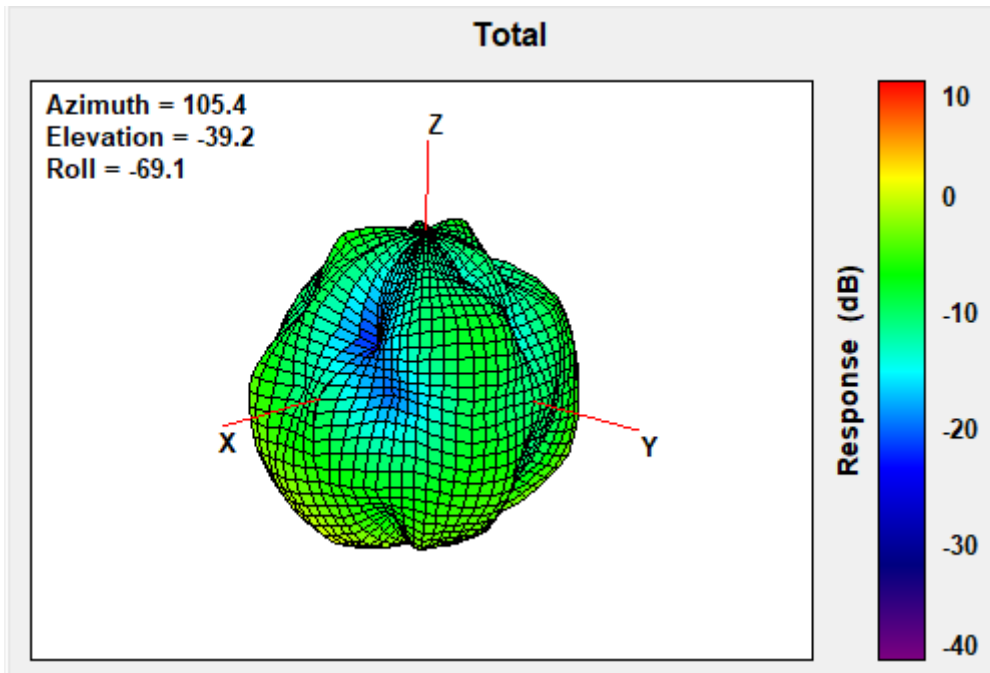 Total
Azimuth = 105.4
Elevation = -39.2
Roll = -69.1
Z
X
Y
Response (dB)
10
0
-10
-20
-30
-40